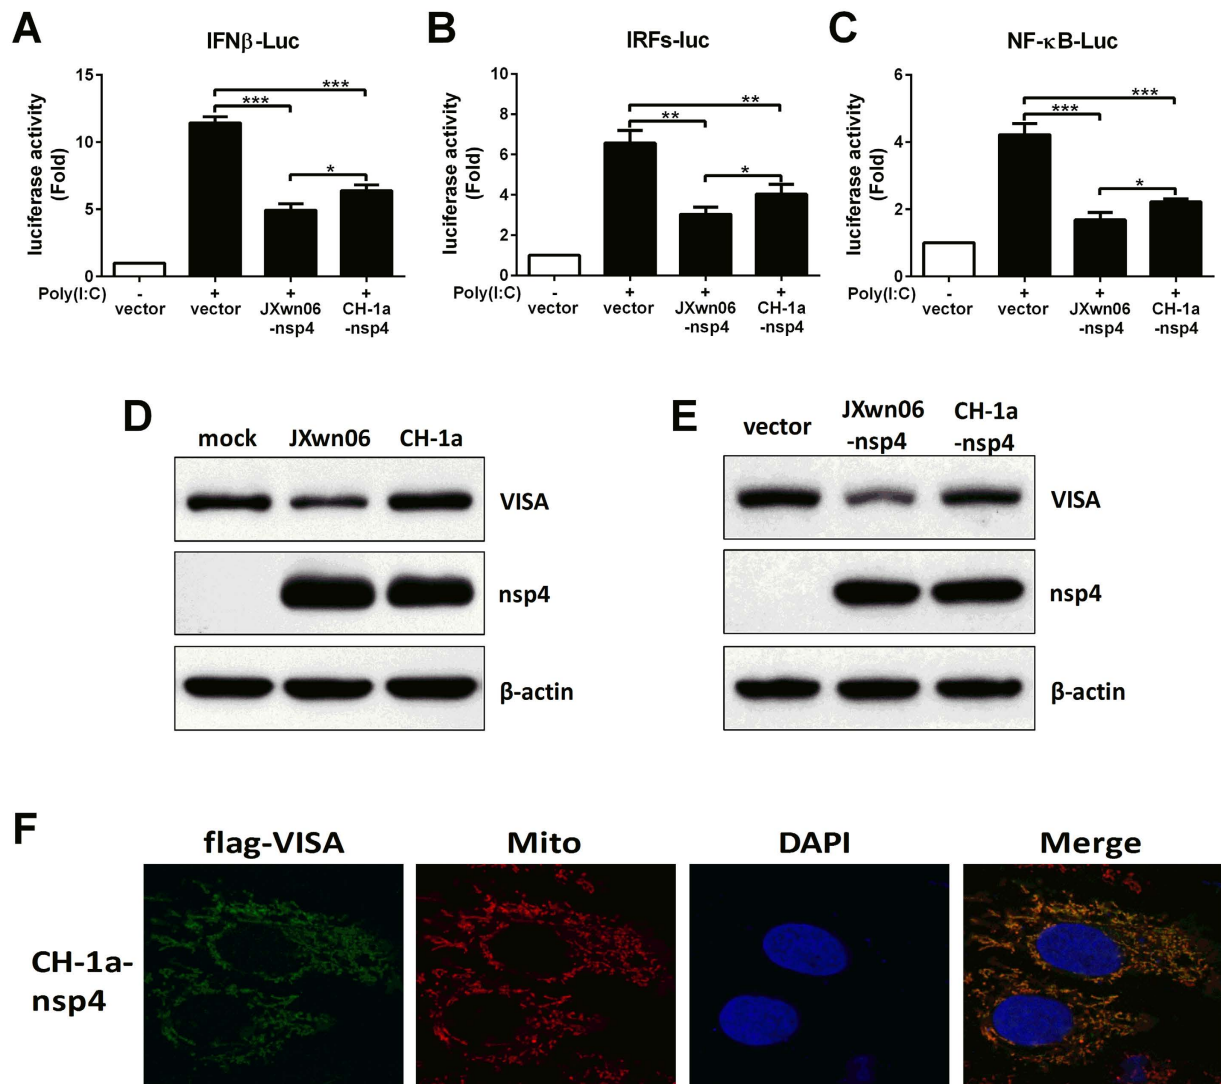 A
IFNβ-Luc
luciferase activity
(Fold)
15
10
5
0
***
***
*
Poly(I:C) - + + +
vector vector JXwn06 CH-1a
-nsp4 -nsp4
B
IRFs-luc
luciferase activity
(Fold)
10
8
6
4
2
0
**
**
*
Poly(I:C) - + + +
vector vector JXwn06 CH-1a
-nsp4 -nsp4
C
NF-κB-Luc
luciferase activity
(Fold)
6
4
2
0
***
***
*
Poly(I:C) - + + +
vector vector JXwn06 CH-1a
-nsp4 -nsp4
D
mock JXwn06 CH-1a
VISA
nsp4
β-actin
E
vector JXwn06 CH-1a
-nsp4 -nsp4
VISA
nsp4
β-actin
F
flag-VISA Mito DAPI Merge
CH-1a-
nsp4